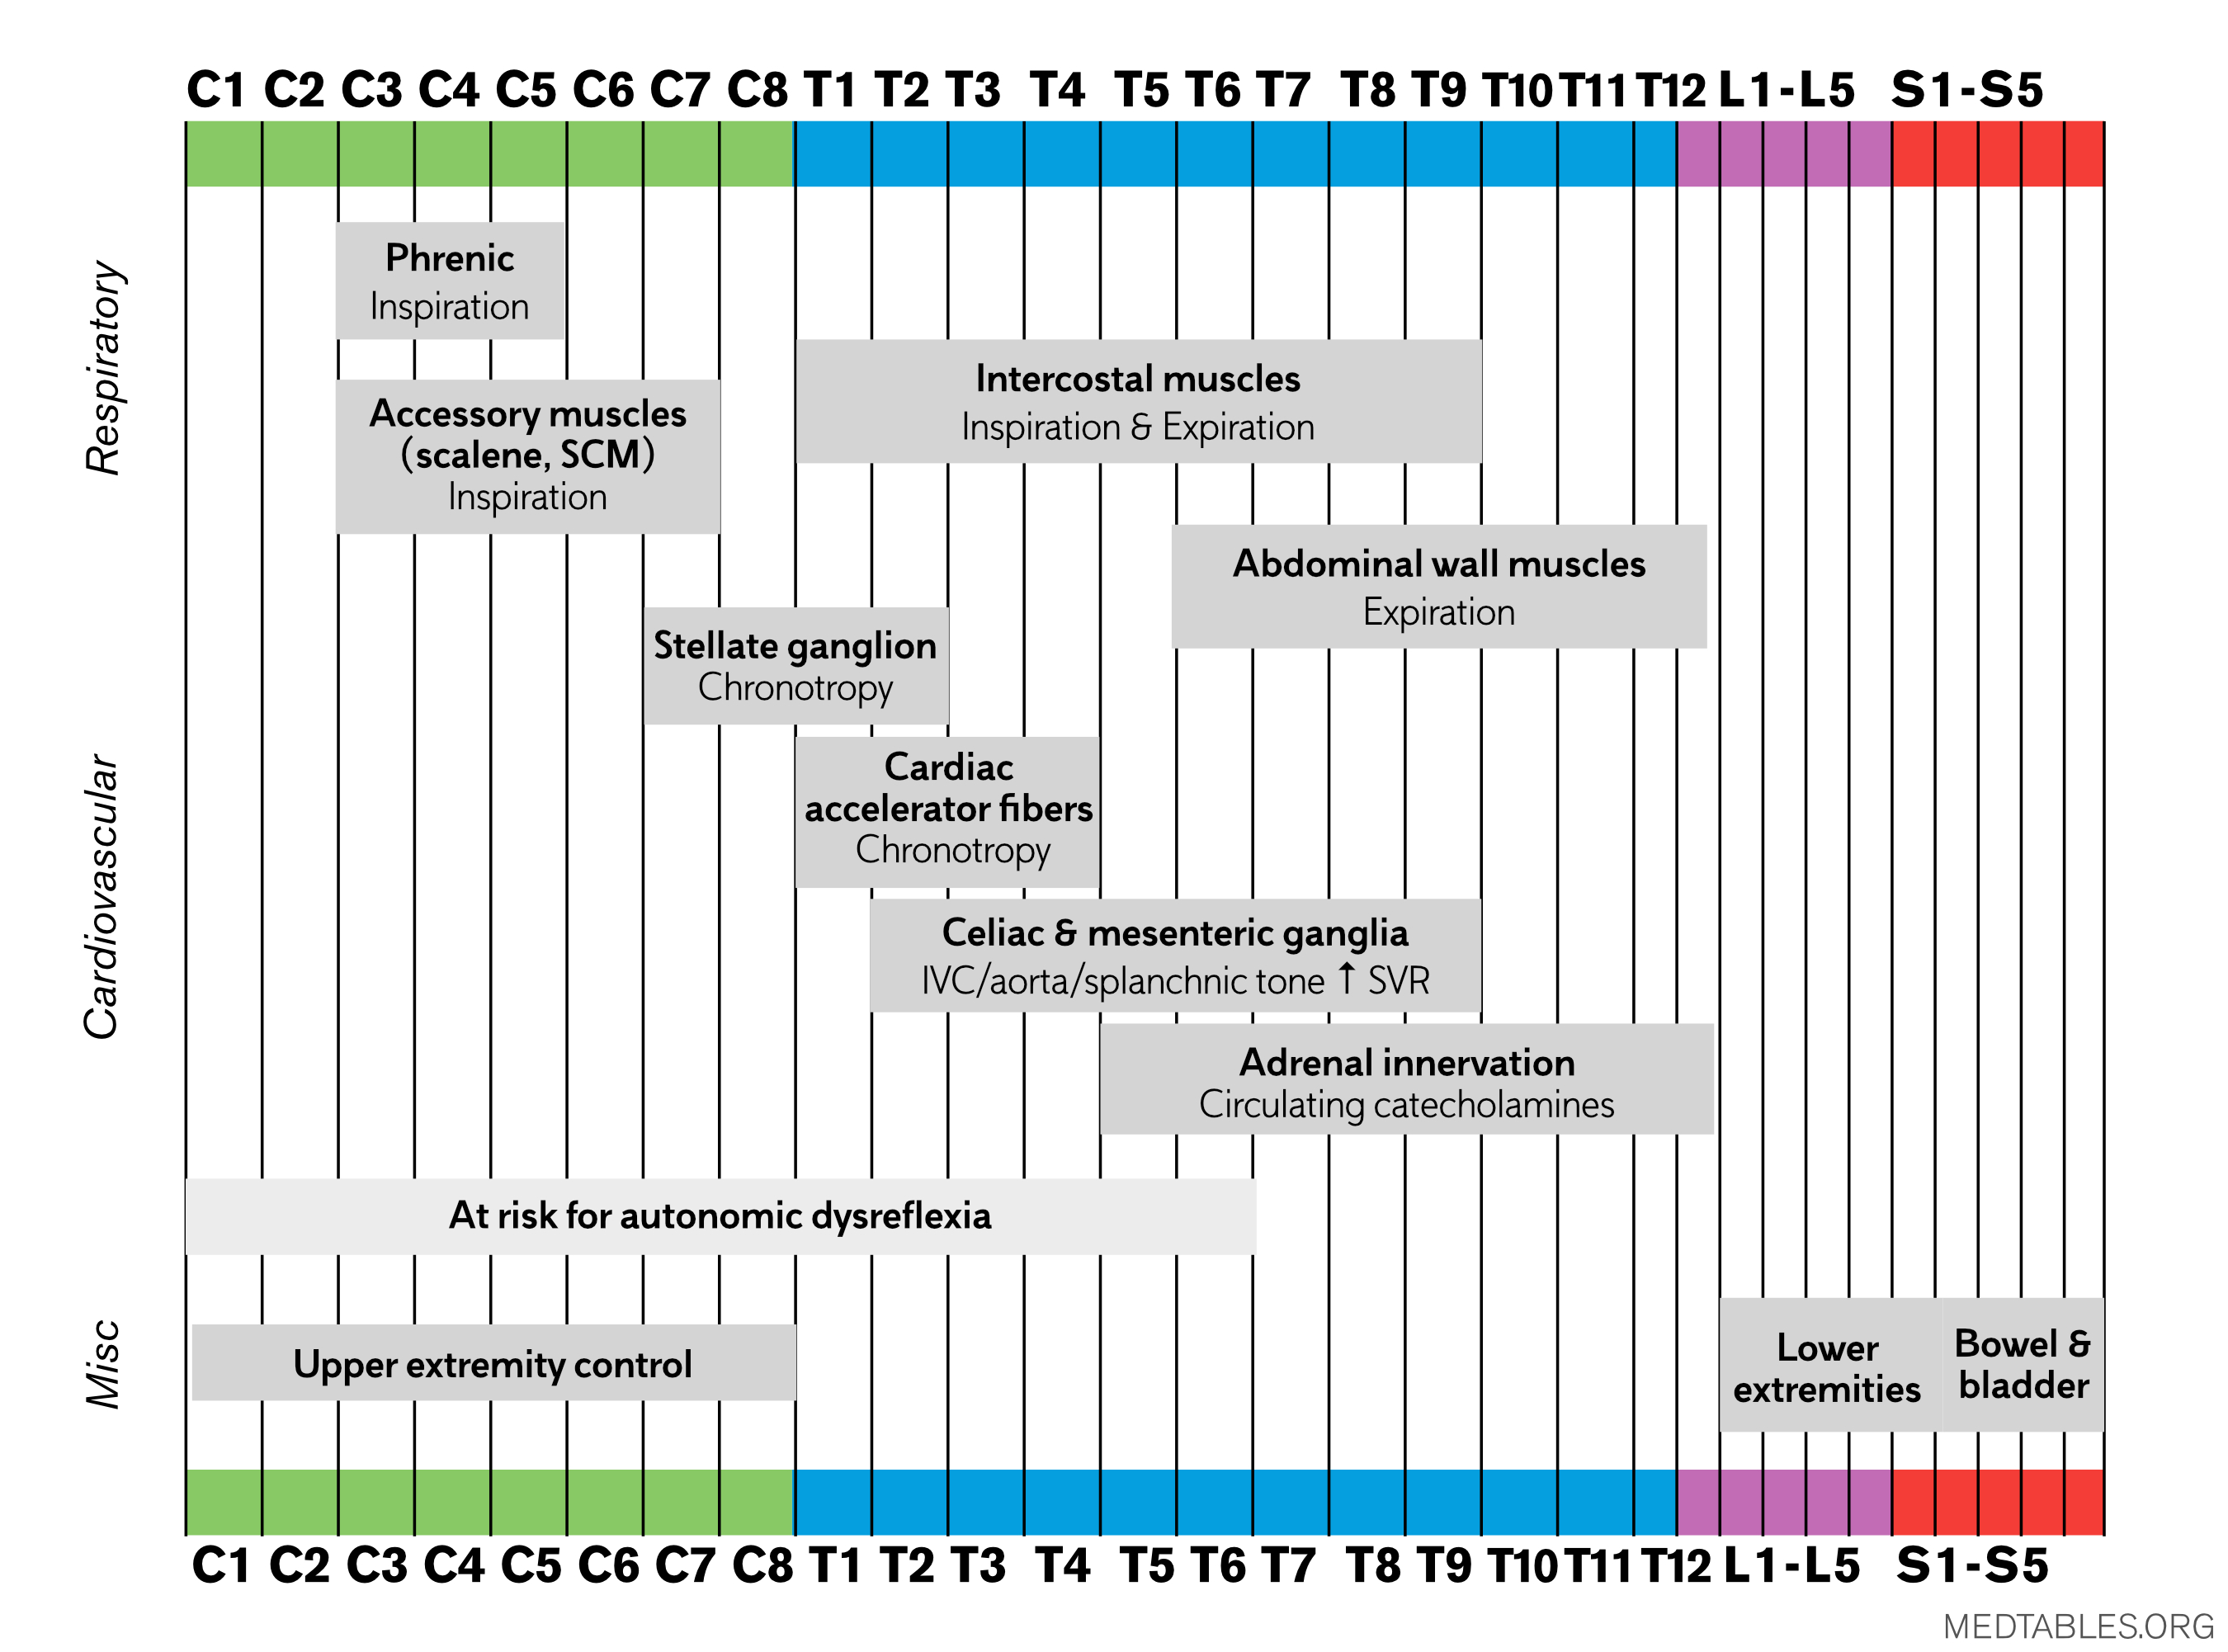 C1 C2 C3 C4 C5 C6 C7 C8 T1 T2 T3 T4 T5 T6 T7 T8 T9 T10 T11 T12 L1-L5 S1-S5
Respiratory
Phrenic
Inspiration
Accessory muscles
(scalene, SCM)
Inspiration
Intercostal muscles
Inspiration & Expiration
Abdominal wall muscles
Expiration
Cardiovascular
Stellate ganglion
Chronotropy
Cardiac
accelerator fibers
Chronotropy
Celiac & mesenteric ganglia
IVC/aorta/splanchnic tone ↑ SVR
Adrenal innervation
Circulating catecholamines
At risk for autonomic dysreflexia
Misc
Upper extremity control
Lower
extremities
Bowel &
bladder
C1 C2 C3 C4 C5 C6 C7 C8 T1 T2 T3 T4 T5 T6 T7 T8 T9 T10 T11 T12 L1-L5 S1-S5
MEDTABLES.ORG